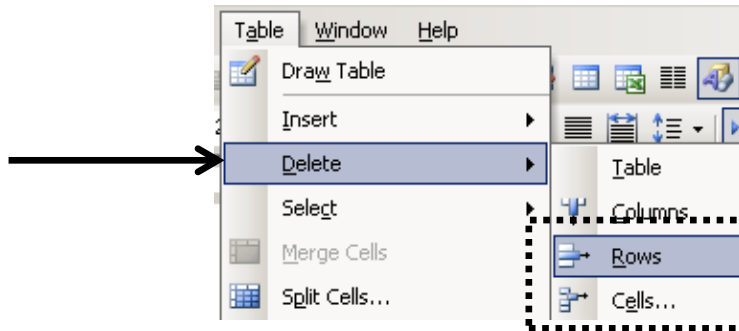 Table Window Help
Draw Table
Insert
Delete
Table
Select
Columns
Merge Cells
Rows
Split Cells...
Cells...